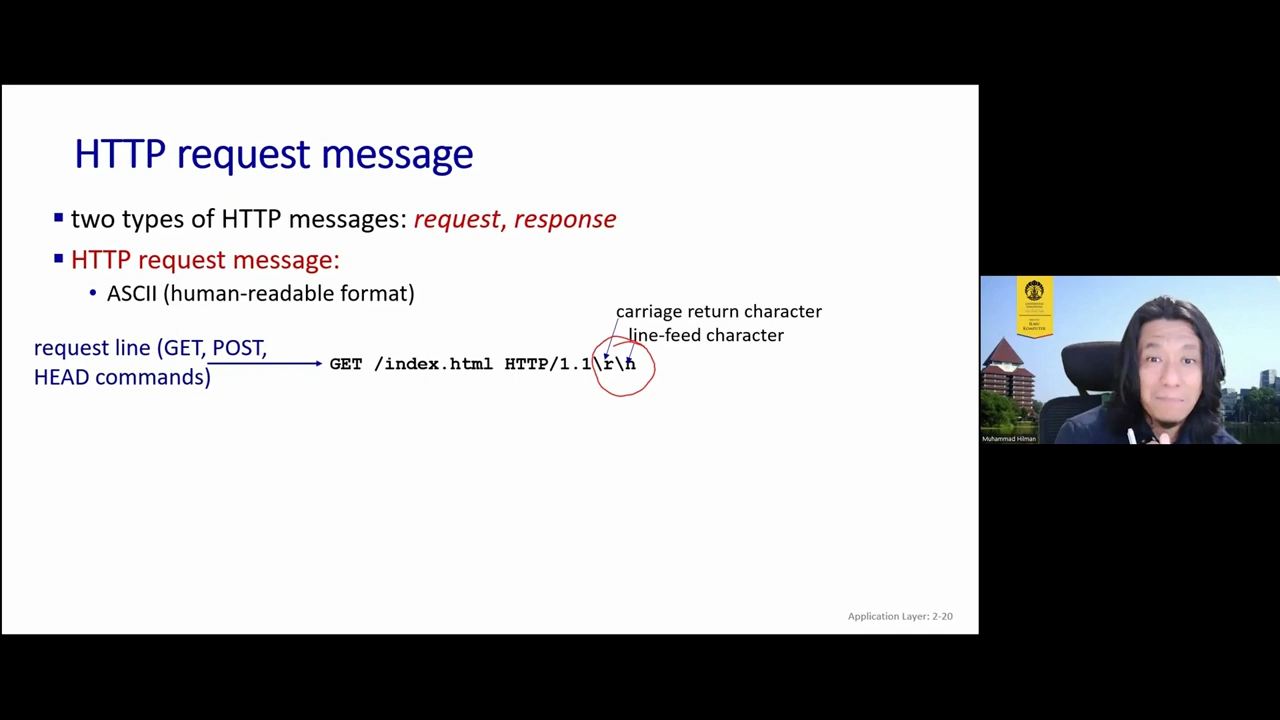 HTTP request message
▪ two types of HTTP messages: request, response
▪ HTTP request message:
• ASCII (human-readable format)
carriage return character
line-feed character
request line (GET, POST,
HEAD commands)
GET /index.html HTTP/1.1\r\n
Application Layer: 2-20
ILMU
KOMPUTER
Muhammad Hilman